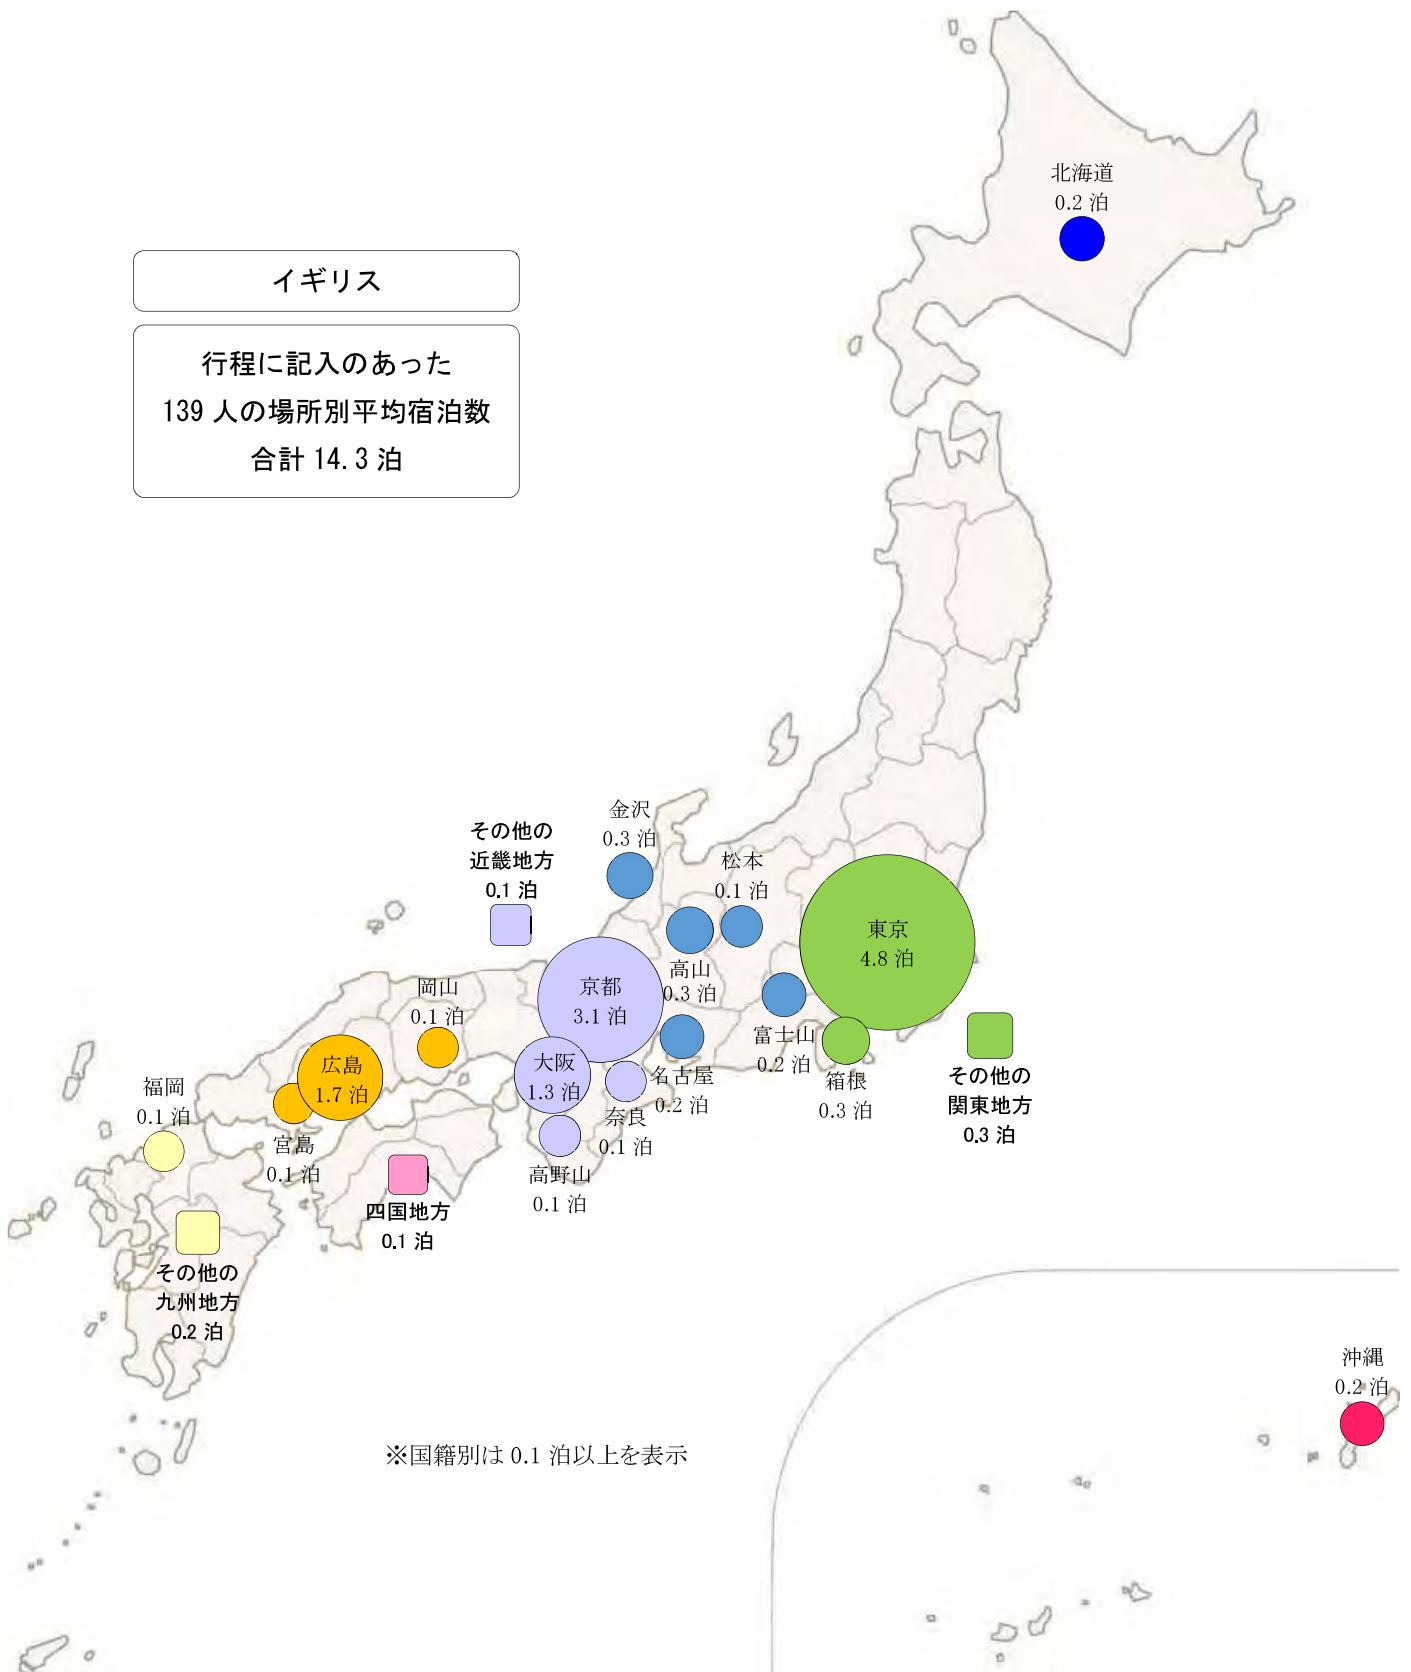 北海道
0.2 泊
イギリス
行程に記入のあった
139 人の場所別平均宿泊数
合計 14.3 泊
金沢
0.3 泊
その他の
近畿地方
0.1 泊
松本
0.1 泊
東京
4.8 泊
高山
0.3 泊
岡山
0.1 泊
京都
3.1 泊
富士山
0.2 泊
大阪
1.3 泊
広島
1.7 泊
名古屋
0.2 泊
箱根
0.3 泊
その他の
関東地方
0.3 泊
福岡
0.1 泊
奈良
0.1 泊
宮島
0.1 泊
高野山
0.1 泊
四国地方
0.1 泊
その他の
九州地方
0.2 泊
沖縄
0.2 泊
※国籍別は 0.1 泊以上を表示